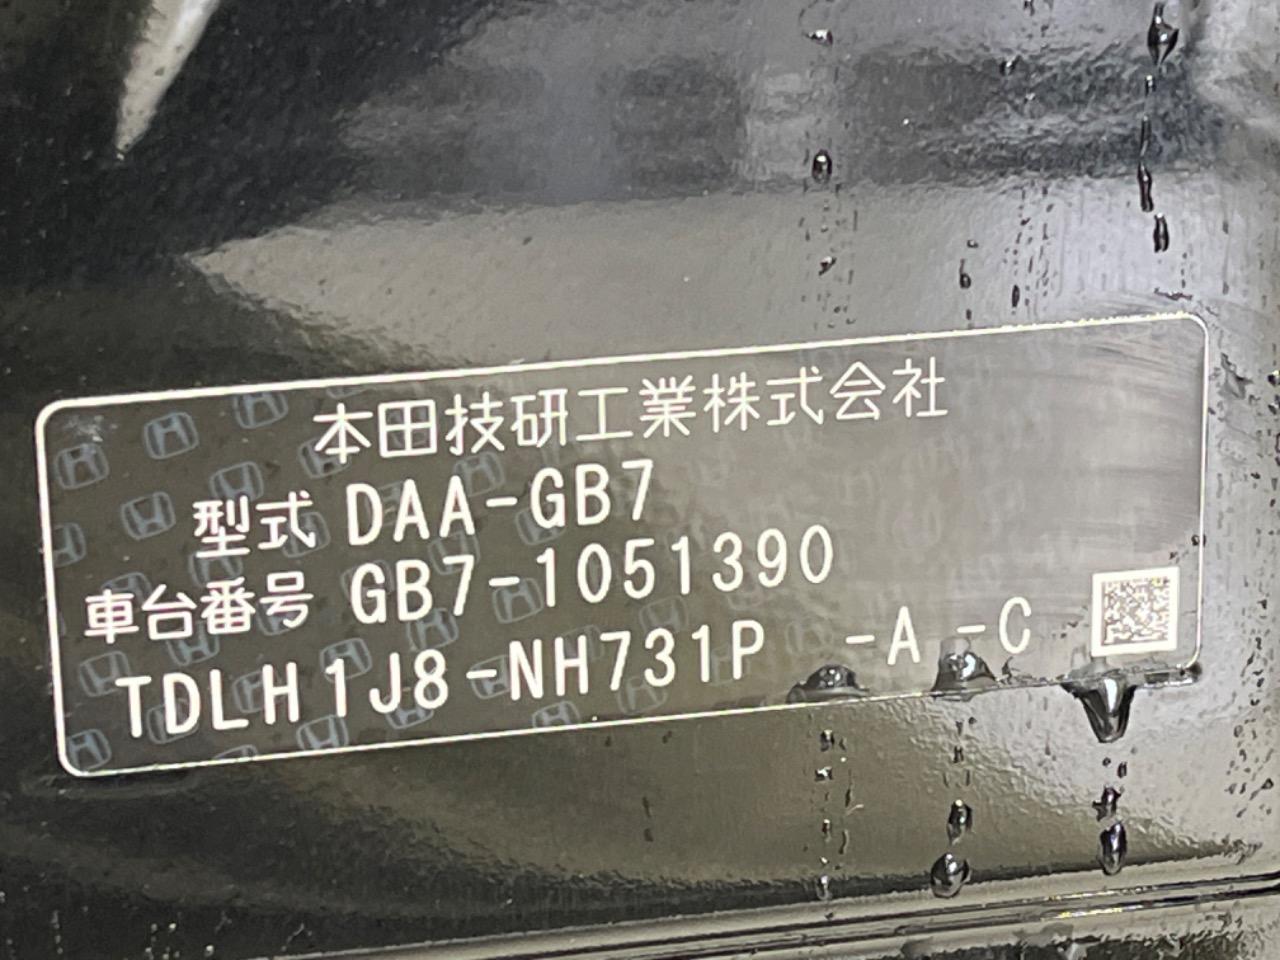 本田技研工業株式会社
型式 DAA-GB7
車台番号 GB7-1051390
TDLH1J8-NH731P -A -C